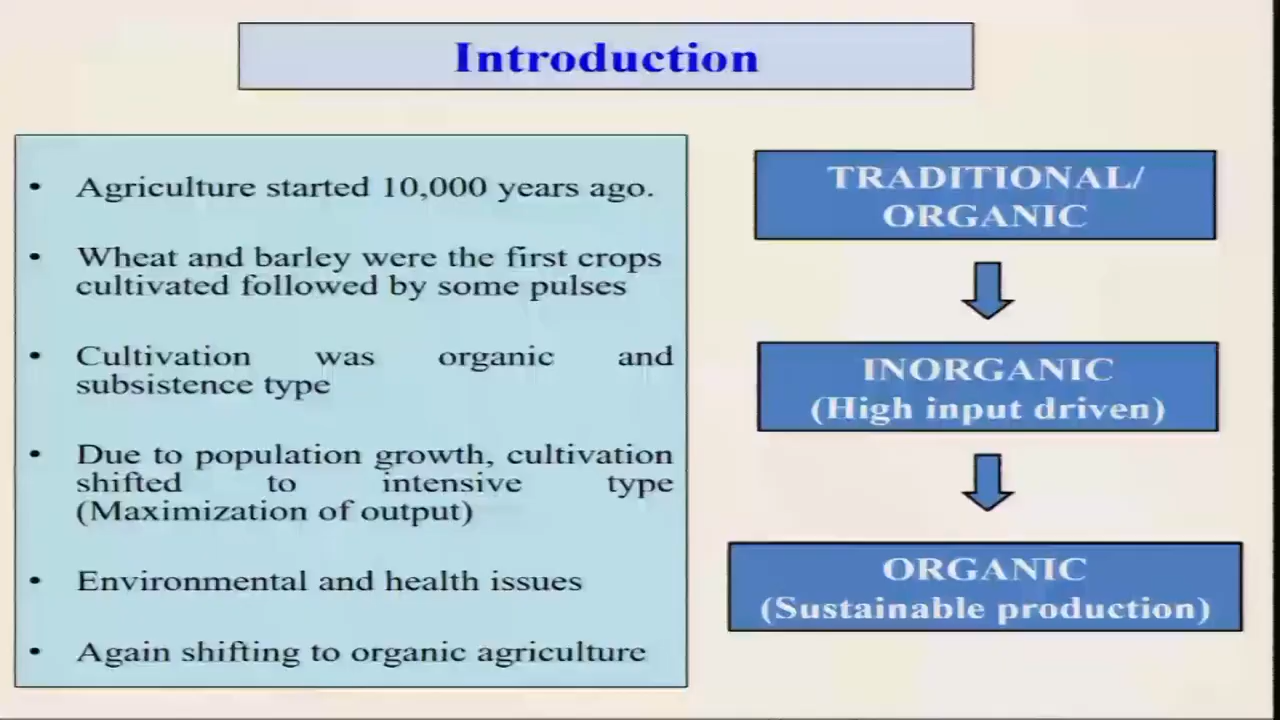 Introduction
• Agriculture started 10,000 years ago.
• Wheat and barley were the first crops
cultivated followed by some pulses
• Cultivation was organic and
subsistence type
• Due to population growth, cultivation
shifted to intensive type
(Maximization of output)
• Environmental and health issues
• Again shifting to organic agriculture
TRADITIONAL/
ORGANIC
INORGANIC
(High input driven)
ORGANIC
(Sustainable production)